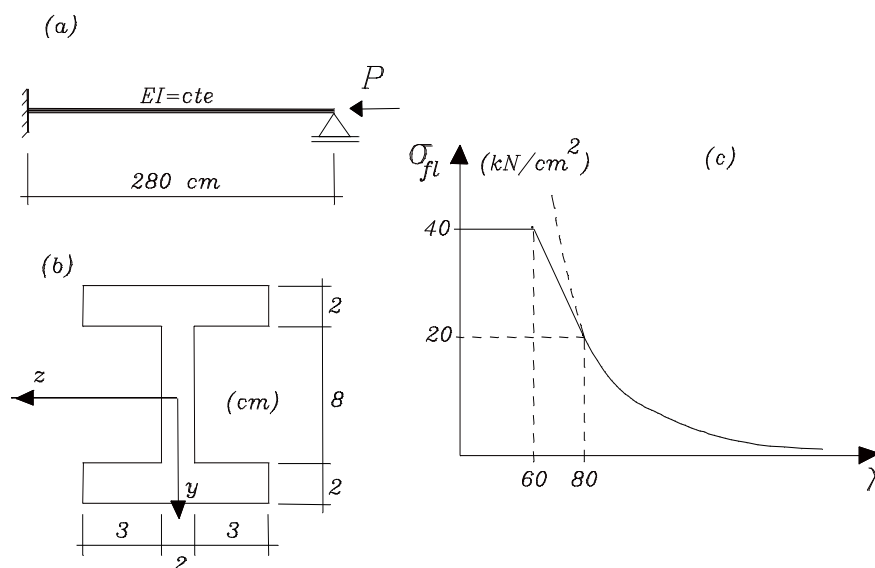 (a)
EI=cte
P
280 cm
(b)
2
z
(cm)
8
y
2
3
3
2
σfl (kN/cm²)
(c)
40
20
60 80
λ